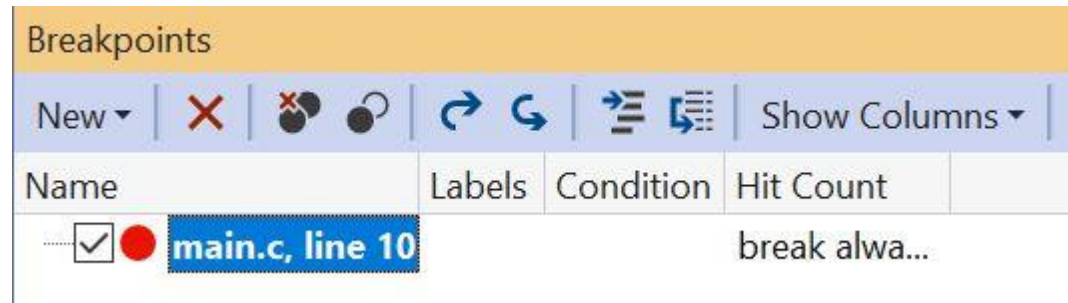 Breakpoints
New Show Columns
Name Labels Condition Hit Count
main.c, line 10 break alwa...